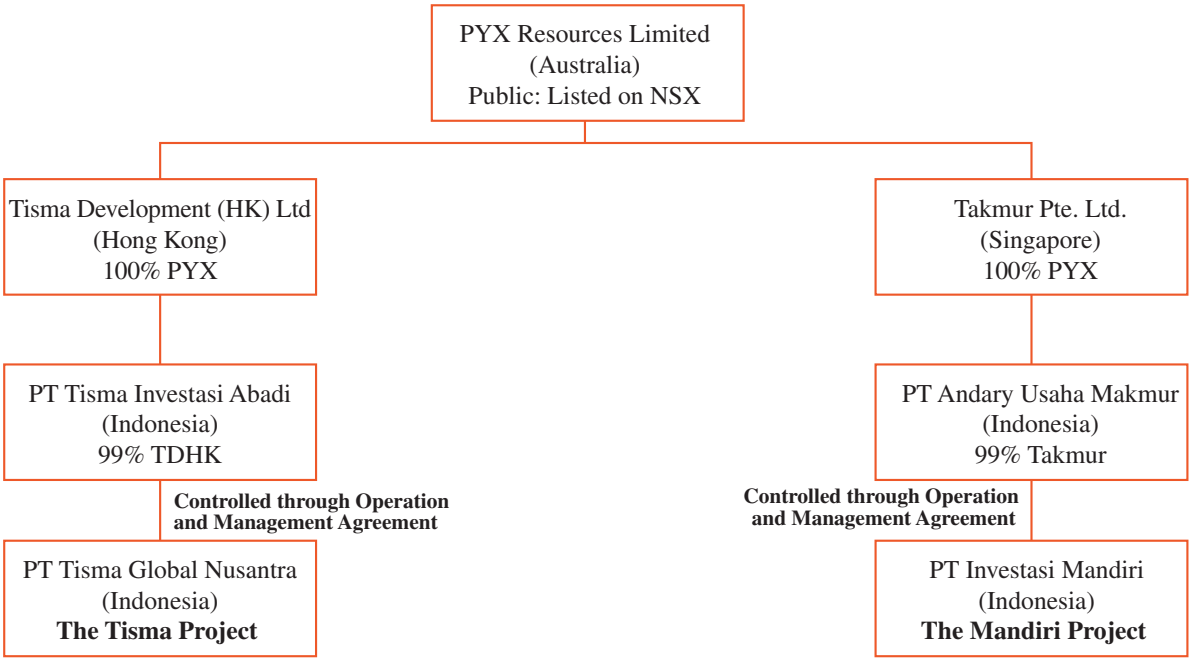 PYX Resources Limited
(Australia)
Public: Listed on NSX
Tisma Development (HK) Ltd
(Hong Kong)
100% PYX
Takmur Pte. Ltd.
(Singapore)
100% PYX
PT Tisma Investasi Abadi
(Indonesia)
99% TDHK
PT Andary Usaha Makmur
(Indonesia)
99% Takmur
Controlled through Operation
and Management Agreement
Controlled through Operation
and Management Agreement
PT Tisma Global Nusantra
(Indonesia)
The Tisma Project
PT Investasi Mandiri
(Indonesia)
The Mandiri Project